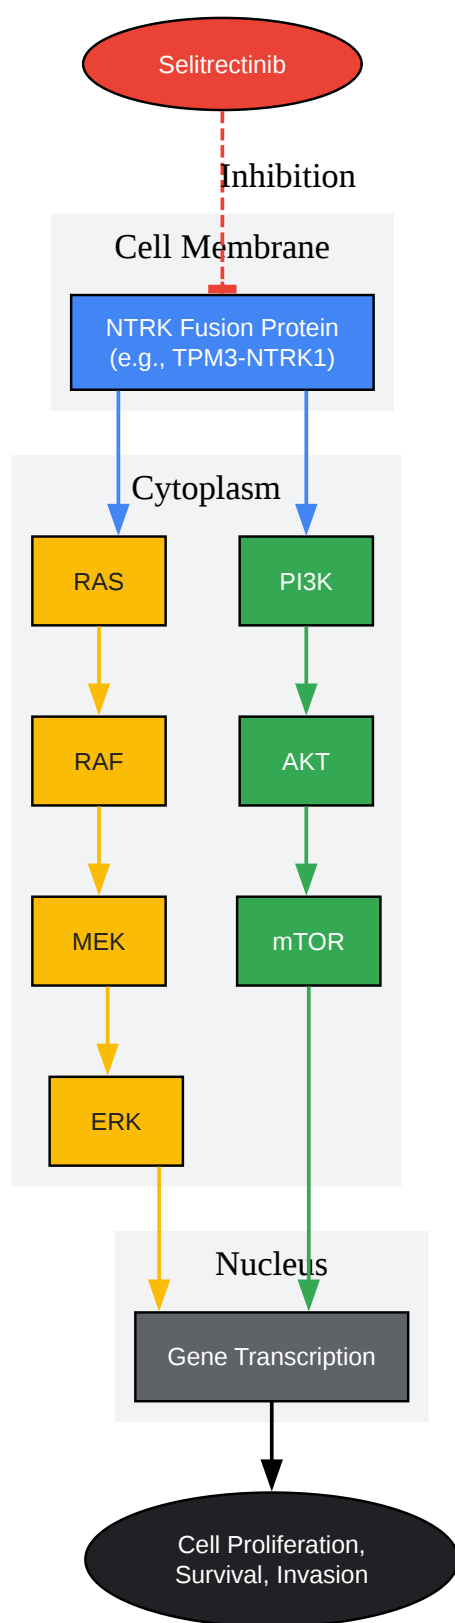 Selitrectinib
Inhibition
Cell Membrane
NTRK Fusion Protein
(e.g., TPM3-NTRK1)
Cytoplasm
RAS
PI3K
RAF
AKT
MEK
mTOR
ERK
Nucleus
Gene Transcription
Cell Proliferation,
Survival, Invasion